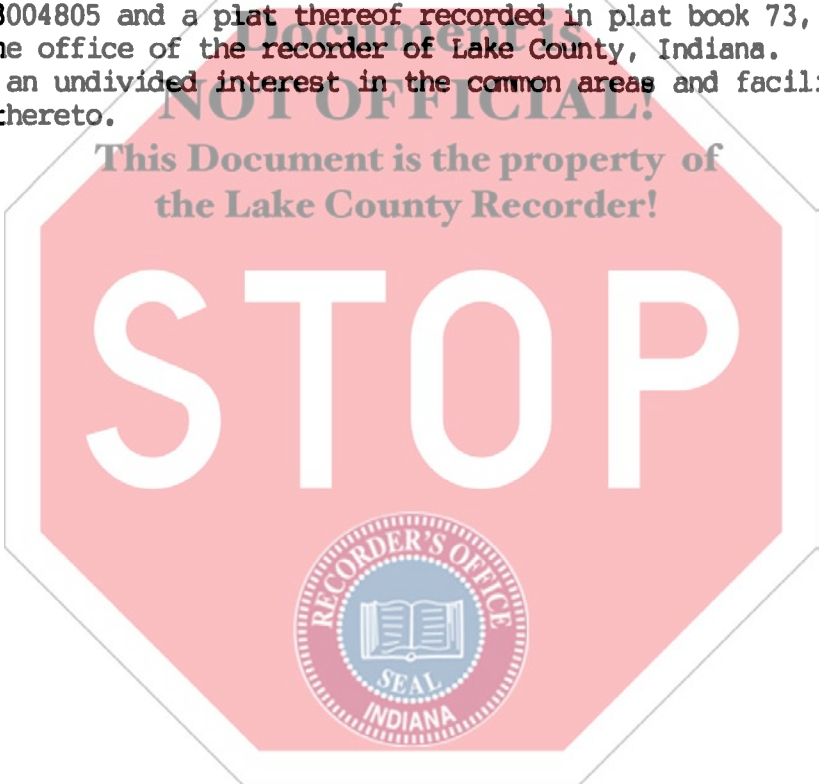 3004805 and a plat thereof recorded in plat book 73,
office of the recorder of Lake County, Indiana.
Document is
an undivided interest in the common areas and
NOT OFFICIAL!
thereto.
This Document is the property of
the Lake County Recorder!
STOP
RECORDER'S OFFICE
SEAL
INDIANA